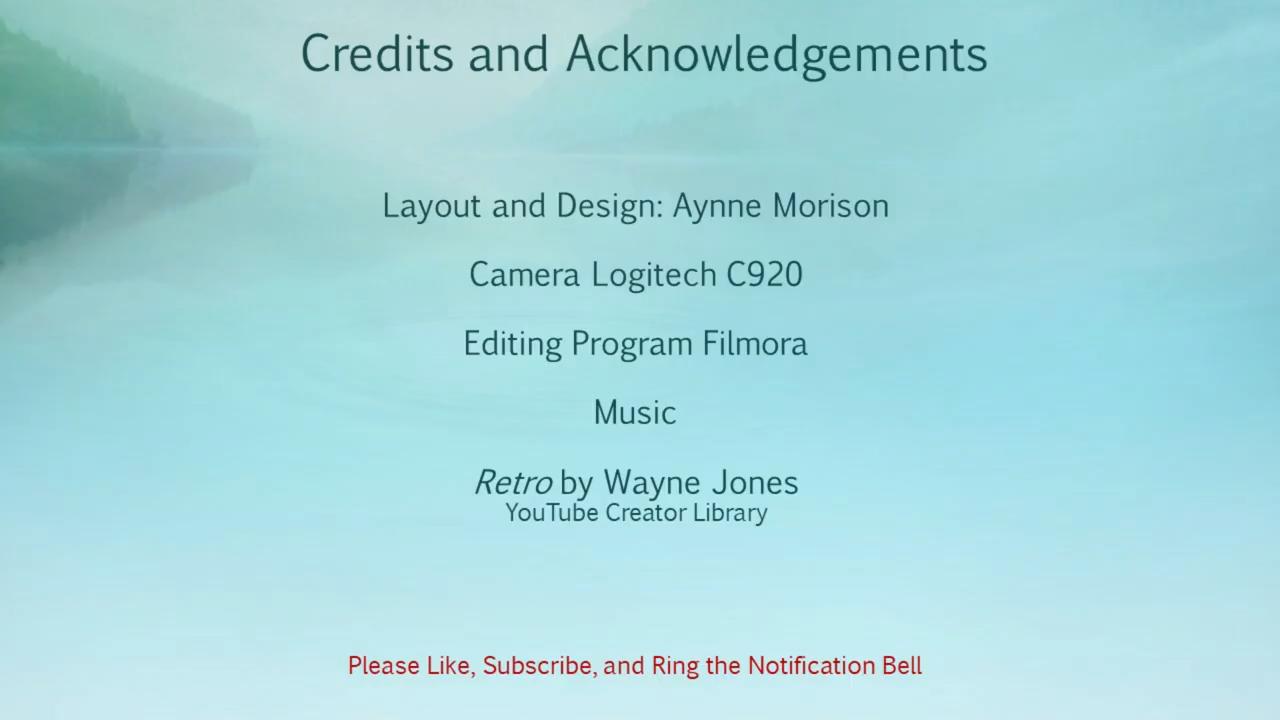 Credits and Acknowledgements
Layout and Design: Aynne Morison
Camera Logitech C920
Editing Program Filmora
Music
Retro by Wayne Jones
YouTube Creator Library
Please Like, Subscribe, and Ring the Notification Bell